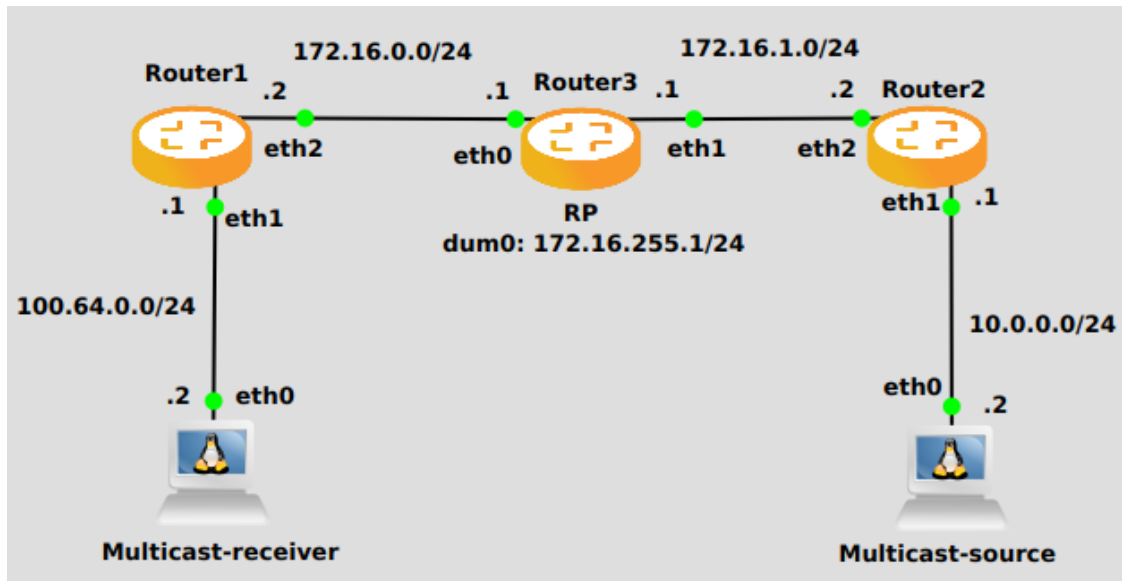 172.16.0.0/24
172.16.1.0/24
Router1
Router3
Router2
.2
.1
.1
.2
eth2
eth0
eth1
eth2
RP
dum0: 172.16.255.1/24
.1
eth1
eth1
.1
100.64.0.0/24
10.0.0.0/24
.2
eth0
eth0
.2
Multicast-receiver
Multicast-source